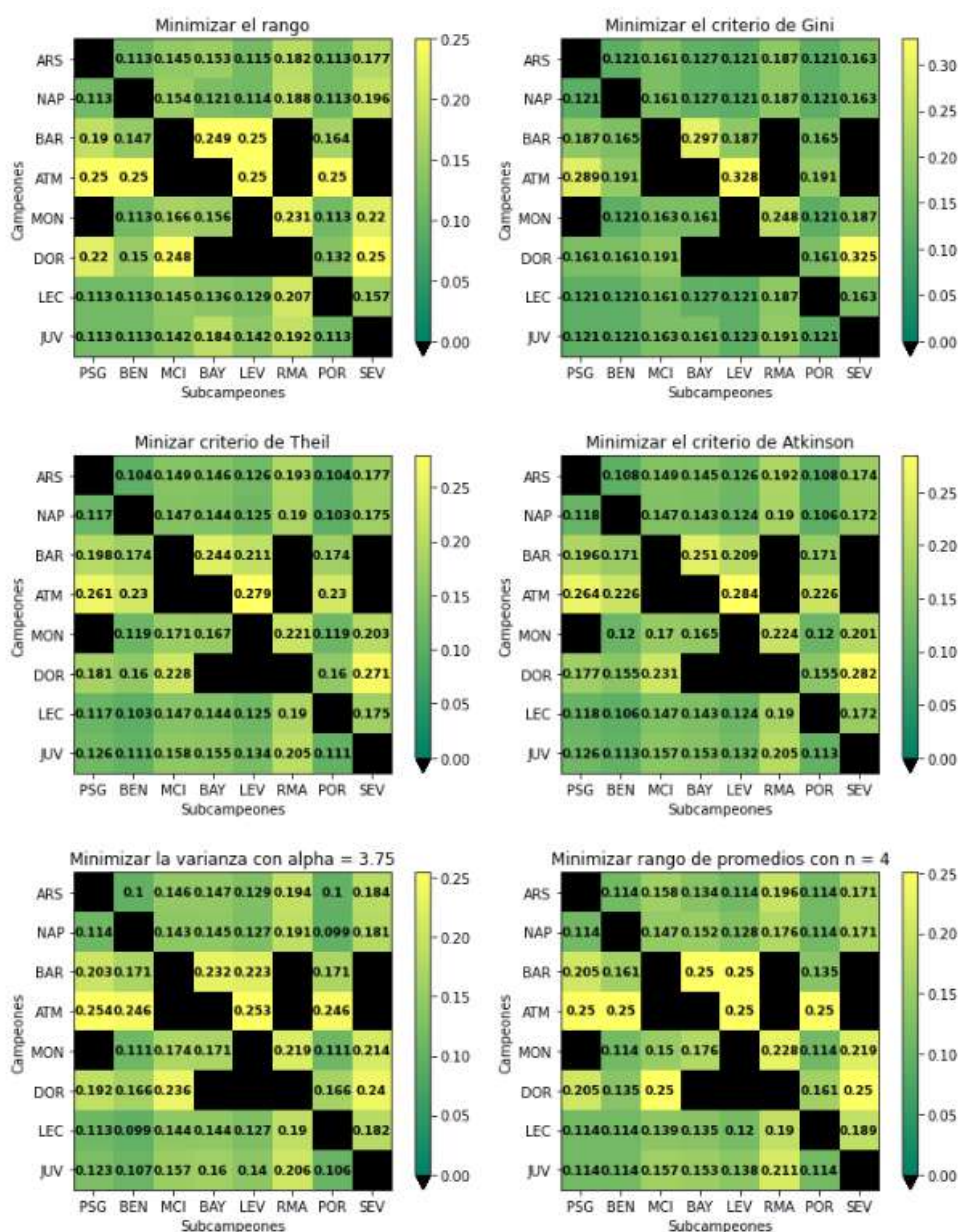 Minimizar el rango
Campeones
ARS 0.113 0.145 0.153 0.115 0.182 0.113 0.177
NAP 0.113 0.154 0.121 0.114 0.188 0.113 0.196
BAR 0.19 0.147 0.249 0.25 0.164
ATM 0.25 0.25 0.25 0.25
MON 0.113 0.166 0.156 0.231 0.113 0.22
DOR 0.22 0.15 0.248 0.132 0.25
LEC 0.113 0.113 0.145 0.136 0.129 0.207 0.157
JUV 0.113 0.113 0.142 0.184 0.142 0.192 0.113
PSG BEN MCI BAY LEV RMA POR SEV
Subcampeones
0.25
0.20
0.15
0.10
0.05
0.00
Minimizar el criterio de Gini
Campeones
ARS 0.121 0.161 0.127 0.121 0.187 0.121 0.163
NAP 0.121 0.161 0.127 0.121 0.187 0.121 0.163
BAR 0.187 0.165 0.297 0.187 0.165
ATM 0.289 0.191 0.328 0.191
MON 0.121 0.163 0.161 0.248 0.121 0.187
DOR 0.161 0.161 0.191 0.161 0.325
LEC 0.121 0.121 0.161 0.127 0.121 0.187 0.163
JUV 0.121 0.121 0.163 0.161 0.123 0.191 0.121
PSG BEN MCI BAY LEV RMA POR SEV
Subcampeones
0.30
0.25
0.20
0.15
0.10
0.05
0.00
Minizar criterio de Theil
Campeones
ARS 0.104 0.149 0.146 0.126 0.193 0.104 0.177
NAP 0.117 0.147 0.144 0.125 0.19 0.103 0.175
BAR 0.198 0.174 0.244 0.211 0.174
ATM 0.261 0.23 0.279 0.23
MON 0.119 0.171 0.167 0.221 0.119 0.203
DOR 0.181 0.16 0.228 0.16 0.271
LEC 0.117 0.103 0.147 0.144 0.125 0.19 0.175
JUV 0.126 0.111 0.158 0.155 0.134 0.205 0.111
PSG BEN MCI BAY LEV RMA POR SEV
Subcampeones
0.25
0.20
0.15
0.10
0.05
0.00
Minimizar el criterio de Atkinson
Campeones
ARS 0.108 0.149 0.145 0.126 0.192 0.108 0.174
NAP 0.118 0.147 0.143 0.124 0.19 0.106 0.172
BAR 0.196 0.171 0.251 0.209 0.171
ATM 0.264 0.226 0.284 0.226
MON 0.12 0.17 0.165 0.224 0.12 0.201
DOR 0.177 0.155 0.231 0.155 0.282
LEC 0.118 0.106 0.147 0.143 0.124 0.19 0.172
JUV 0.126 0.113 0.157 0.153 0.132 0.205 0.113
PSG BEN MCI BAY LEV RMA POR SEV
Subcampeones
0.25
0.20
0.15
0.10
0.05
0.00
Minimizar la varianza con alpha = 3.75
Campeones
ARS 0.1 0.146 0.147 0.129 0.194 0.1 0.184
NAP 0.114 0.143 0.145 0.127 0.191 0.099 0.181
BAR 0.203 0.171 0.232 0.223 0.171
ATM 0.254 0.246 0.253 0.246
MON 0.111 0.174 0.171 0.219 0.111 0.214
DOR 0.192 0.166 0.236 0.166 0.24
LEC 0.113 0.099 0.144 0.144 0.127 0.19 0.182
JUV 0.123 0.107 0.157 0.16 0.14 0.206 0.106
PSG BEN MCI BAY LEV RMA POR SEV
Subcampeones
0.25
0.20
0.15
0.10
0.05
0.00
Minimizar rango de promedios con n = 4
Campeones
ARS 0.114 0.158 0.134 0.114 0.196 0.114 0.171
NAP 0.114 0.147 0.152 0.128 0.176 0.114 0.171
BAR 0.205 0.161 0.25 0.25 0.135
ATM 0.25 0.25 0.25 0.25
MON 0.114 0.15 0.176 0.228 0.114 0.219
DOR 0.205 0.135 0.25 0.161 0.25
LEC 0.114 0.114 0.139 0.135 0.12 0.19 0.189
JUV 0.114 0.114 0.157 0.153 0.138 0.211 0.114
PSG BEN MCI BAY LEV RMA POR SEV
Subcampeones
0.25
0.20
0.15
0.10
0.05
0.00